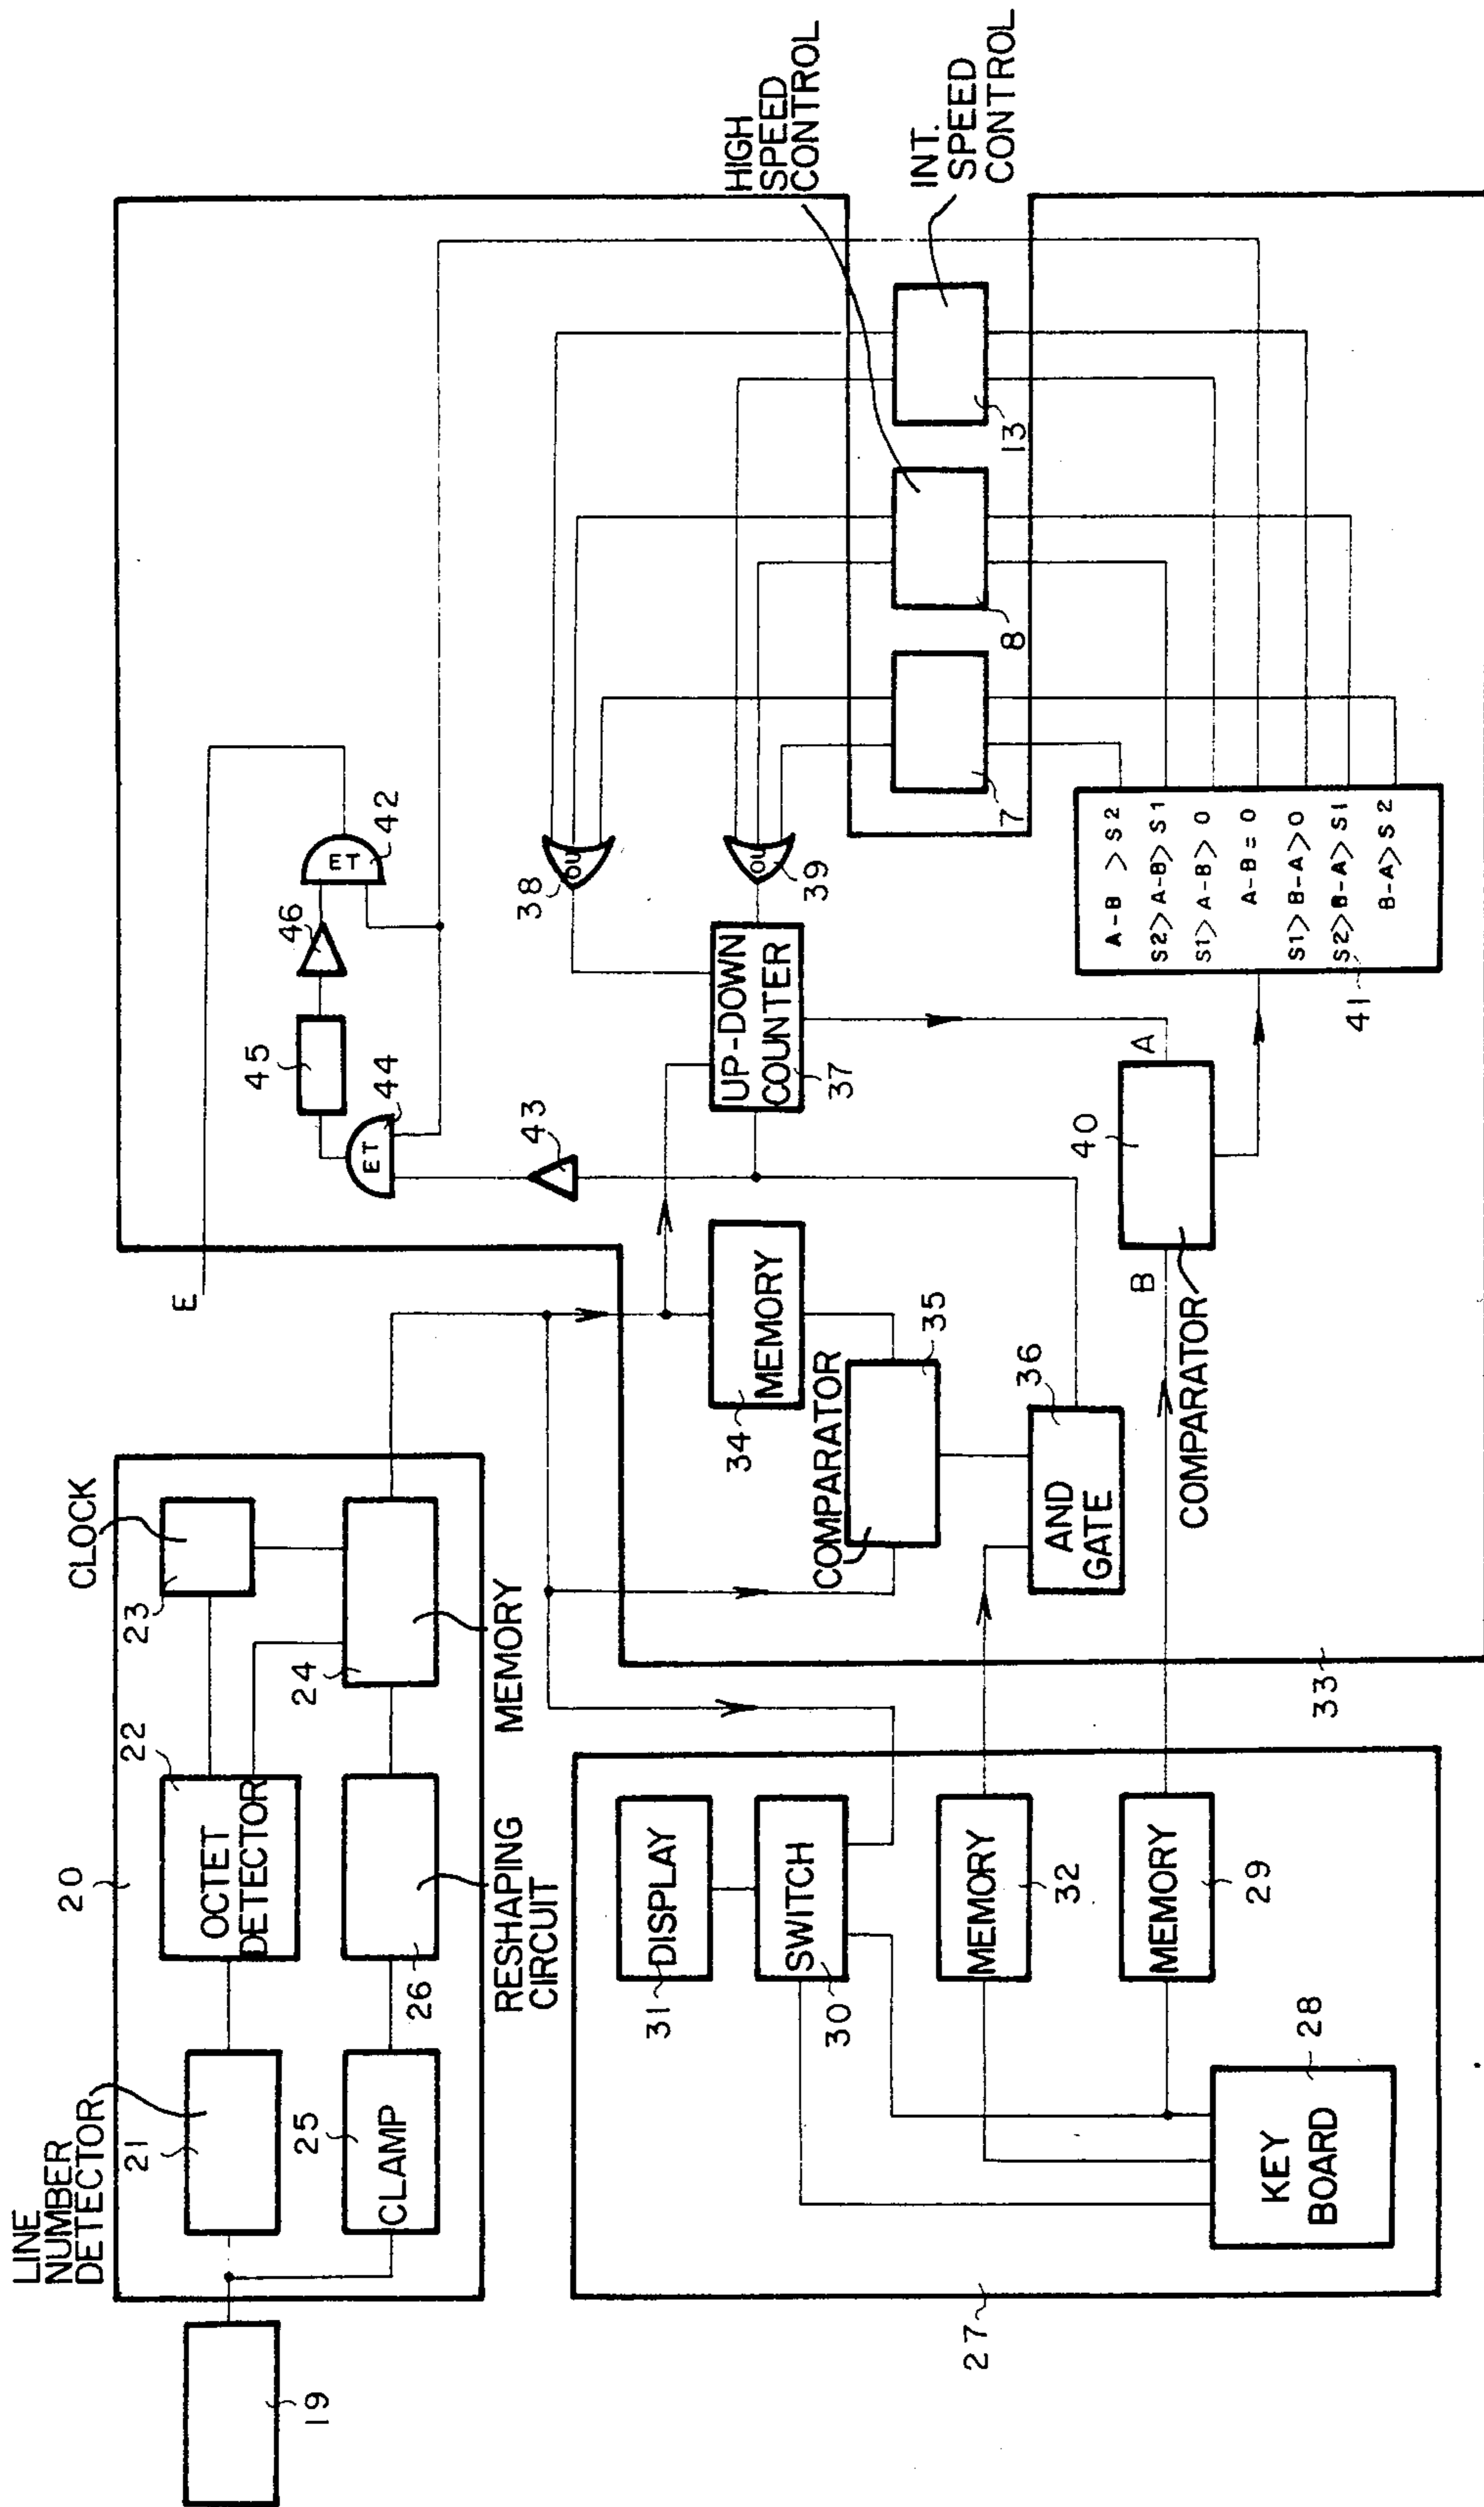 LINE
NUMBER
DETECTOR
20
21
22
OCTET
DETECTOR
CLOCK
23
24
MEMORY
25
CLAMP
26
RESHAPING
CIRCUIT
19
27
31
DISPLAY
30
SWITCH
MEMORY
32
MEMORY
29
KEY
BOARD
28
33
E
34
MEMORY
COMPARATOR
35
AND
GATE
36
B
A
40
COMPARATOR
UP-DOWN
COUNTER
37
43
ET
44
45
46
ET
42
38
OU
OU
39
HIGH
SPEED
CONTROL
INT.
SPEED
CONTROL
7
8
13
A-B >S2
S2>A-B>S1
S1>A-B>0
A-B=0
S1>B-A>0
S2>B-A>S1
B-A>S2
41